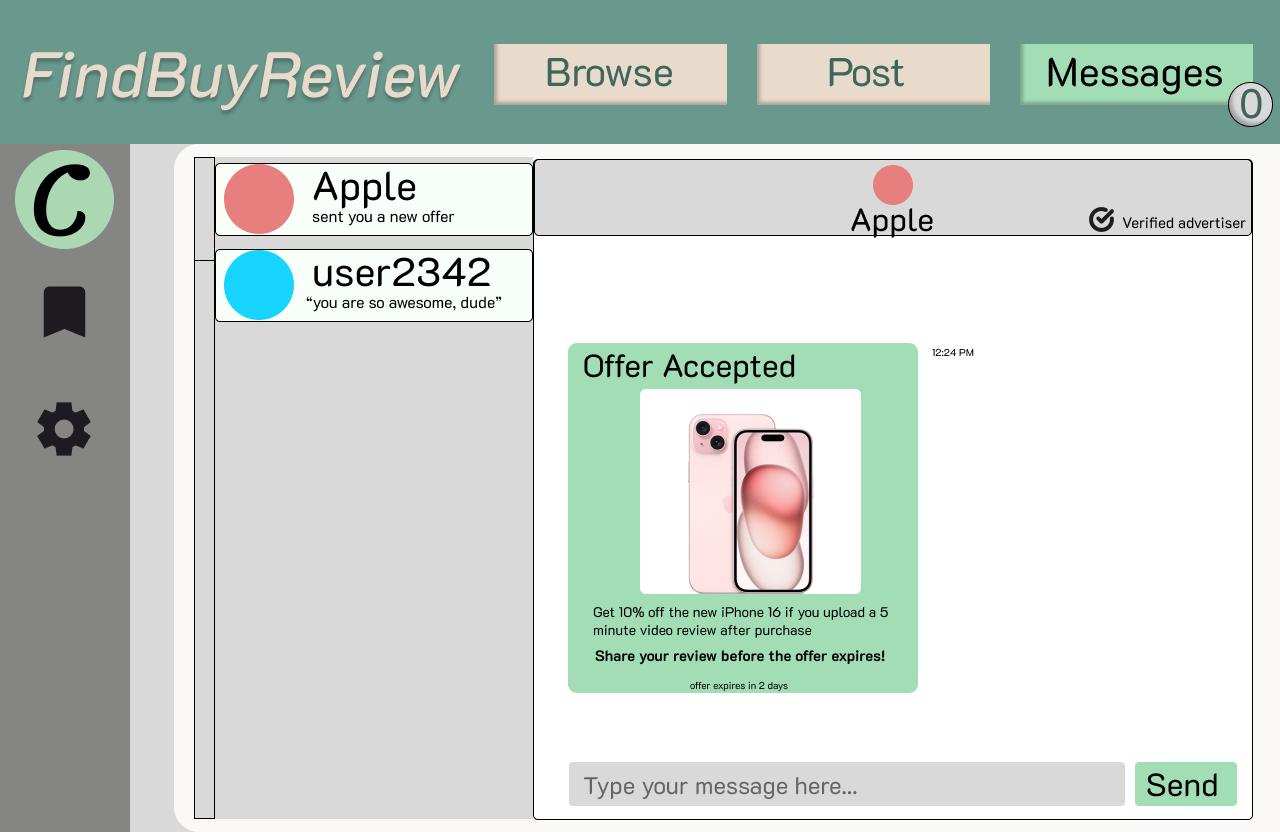 FindBuyReview
Browse
Post
Messages
0
C
Apple
sent you a new offer
user2342
“you are so awesome, dude”
Apple
Verified advertiser
Offer Accepted
12:24 PM
Get 10% off the new iPhone 16 if you upload a 5
minute video review after purchase
Share your review before the offer expires!
offer expires in 2 days
Type your message here...
Send